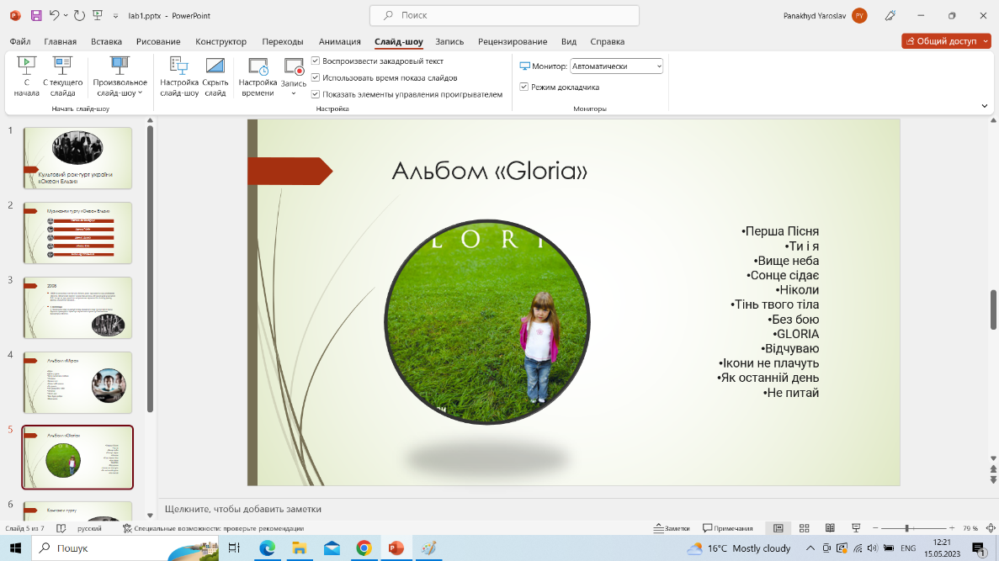 lab1.pptx - PowerPoint
Поиск
Panakhyd Yaroslav
PY
Файл Главная Вставка Рисование Конструктор Переходы Анимация Слайд-шоу Запись Рецензирование Вид Справка
Общий доступ
С начала
С текущего слайда
Произвольное слайд-шоу
Начать слайд-шоу
Настройка слайд-шоу
Скрыть слайд
Настройка времени
Запись
Воспроизвести закадровый текст
Использовать время показа слайдов
Показать элементы управления проигрывателем
Настройка
Монитор: Автоматически
Режим докладчика
Мониторы
1
Культовий рок-гурт україни
«Океан Ельзи»
2
Музиканти гурту «Океан Ельзи»
3
2003
4
Альбом «Міра»
5
Альбом «Gloria»
6
Контакти гурту
Альбом «Gloria»
LORI
•Перша Пісня
•Ти і я
•Вище неба
•Сонце сідає
•Ніколи
•Тінь твого тіла
•Без бою
•GLORIA
•Відчуваю
•Ікони не плачуть
•Як останній день
•Не питай
Щелкните, чтобы добавить заметки
Слайд 5 из 7
русский
Специальные возможности: проверьте рекомендации
Заметки
Примечания
79 %
Пошук
16°C Mostly cloudy
ENG
12:21
15.05.2023
1